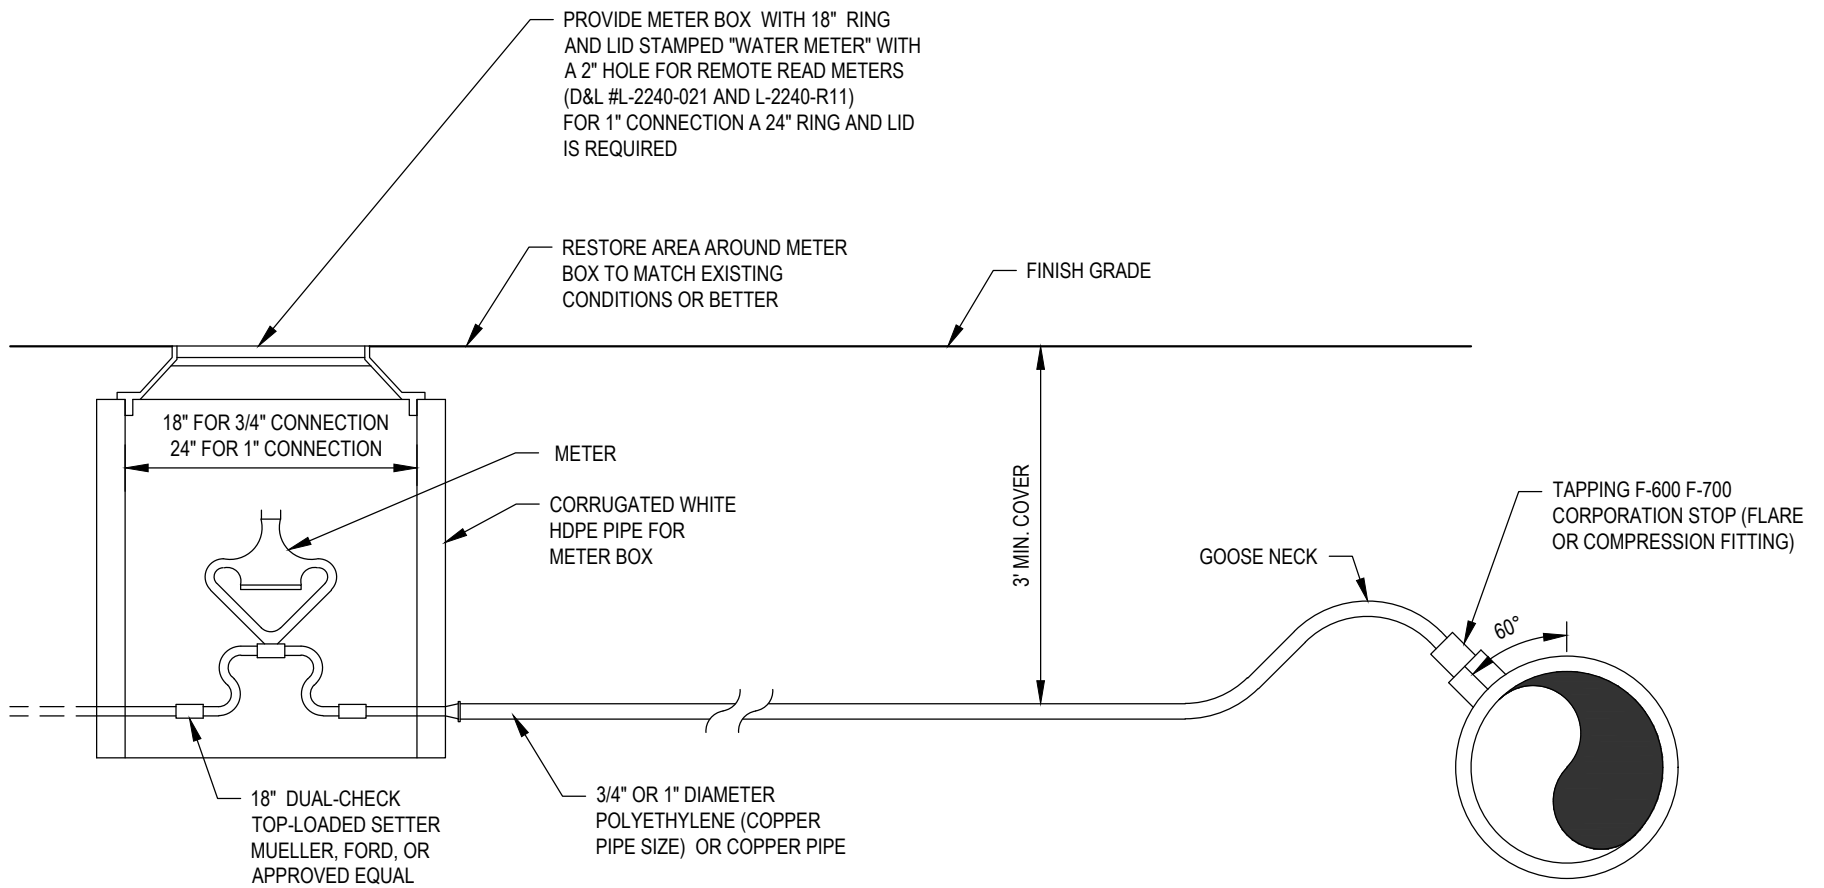 PROVIDE METER BOX WITH 18" RING
AND LID STAMPED "WATER METER" WITH
A 2" HOLE FOR REMOTE READ METERS
(D&L #L-2240-021 AND L-2240-R11)
FOR 1" CONNECTION A 24" RING AND LID
IS REQUIRED
RESTORE AREA AROUND METER
BOX TO MATCH EXISTING
CONDITIONS OR BETTER
FINISH GRADE
18" FOR 3/4" CONNECTION
24" FOR 1" CONNECTION
METER
CORRUGATED WHITE
HDPE PIPE FOR
METER BOX
3' MIN. COVER
GOOSE NECK
TAPPING F-600 F-700
CORPORATION STOP (FLARE
OR COMPRESSION FITTING)
60°
18" DUAL-CHECK
TOP-LOADED SETTER
MUELLER, FORD, OR
APPROVED EQUAL
3/4" OR 1" DIAMETER
POLYETHYLENE (COPPER
PIPE SIZE) OR COPPER PIPE